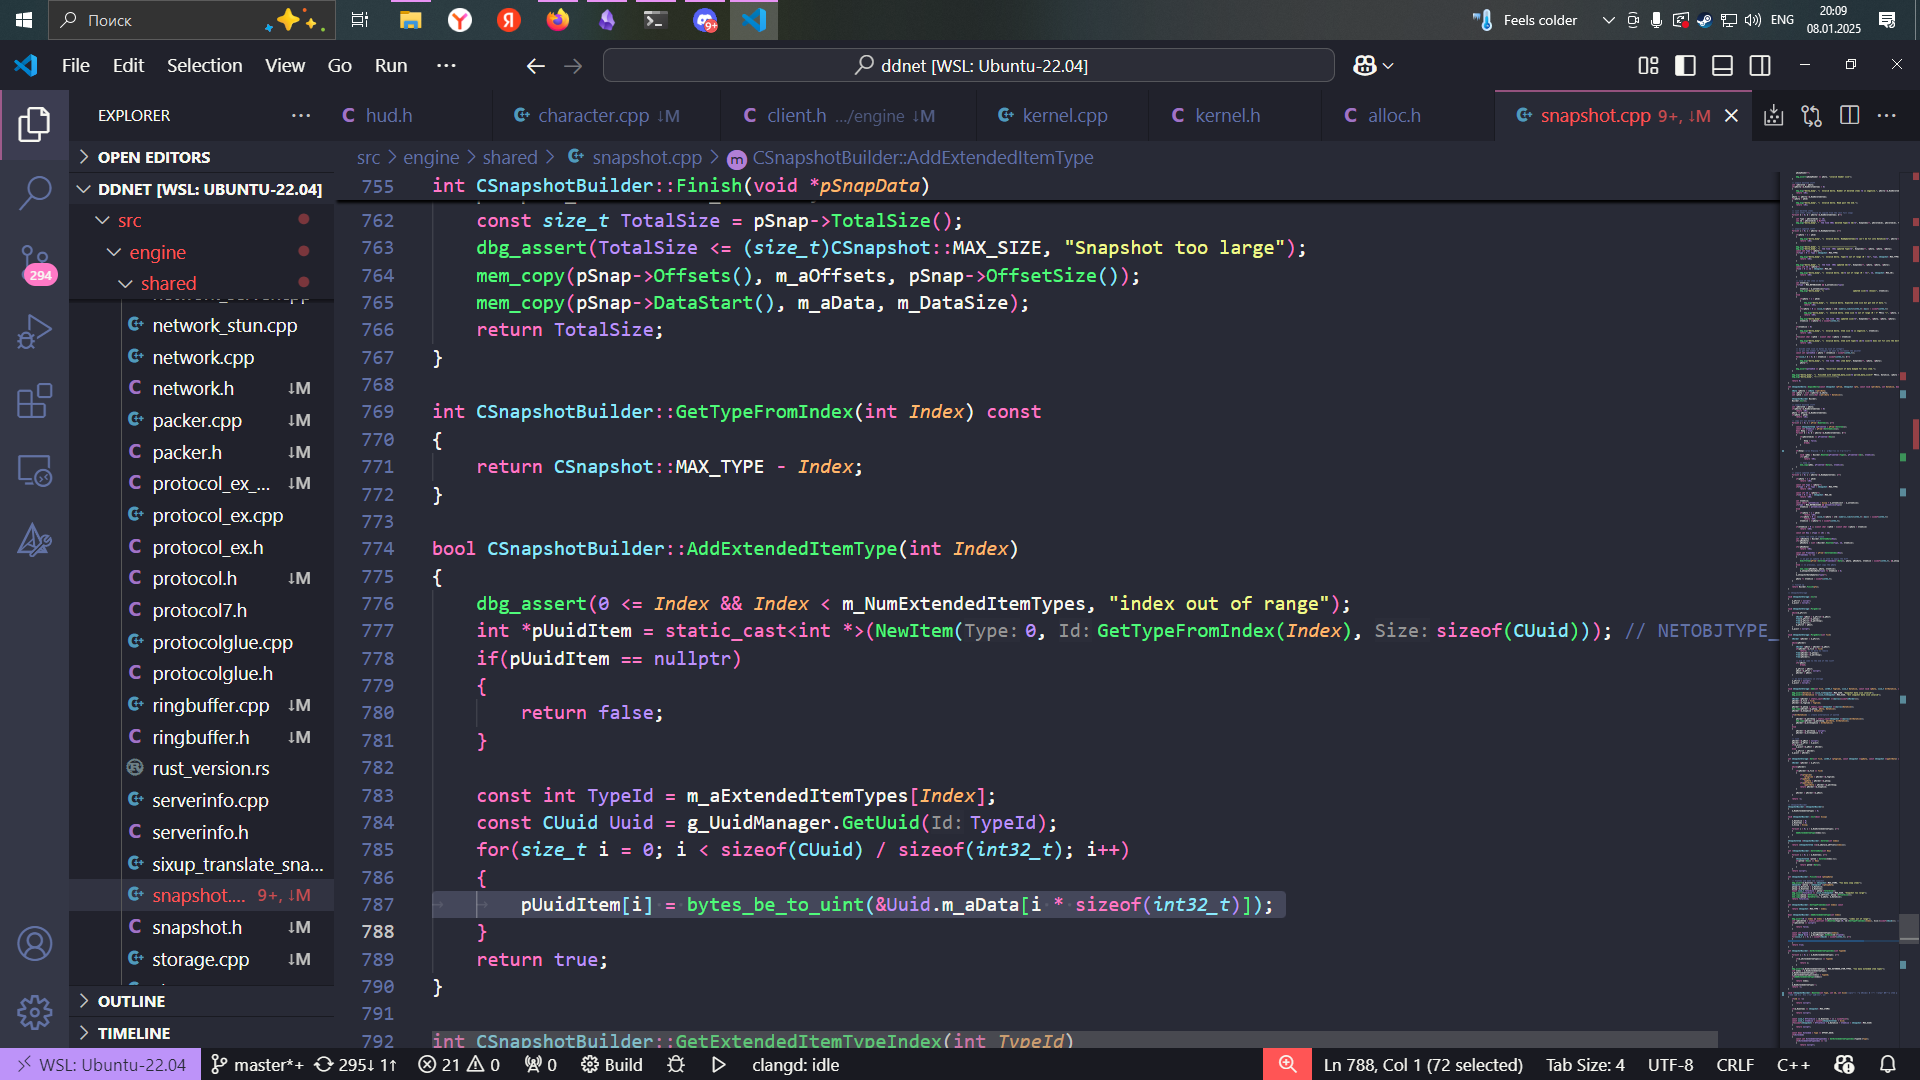 Поиск
9+
Feels colder
ENG
20:09
08.01.2025
File Edit Selection View Go Run ···
ddnet [WSL: Ubuntu-22.04]
EXPLORER
hud.h
character.cpp ↓M
client.h .../engine ↓M
kernel.cpp
kernel.h
alloc.h
snapshot.cpp 9+, ↓M
OPEN EDITORS
DDNET [WSL: UBUNTU-22.04]
src
engine
shared
network_stun.cpp
network.cpp
network.h ↓M
packer.cpp ↓M
packer.h ↓M
protocol_ex_... ↓M
protocol_ex.cpp
protocol_ex.h
protocol.h ↓M
protocol7.h
protocolglue.cpp
protocolglue.h
ringbuffer.cpp ↓M
ringbuffer.h ↓M
rust_version.rs
serverinfo.cpp
serverinfo.h
sixup_translate_sna...
snapshot.... 9+, ↓M
snapshot.h ↓M
storage.cpp ↓M
OUTLINE
TIMELINE
294
src > engine > shared > snapshot.cpp > CSnapshotBuilder::AddExtendedItemType
755 int CSnapshotBuilder::Finish(void *pSnapData)
762 const size_t TotalSize = pSnap->TotalSize();
763 dbg_assert(TotalSize <= (size_t)CSnapshot::MAX_SIZE, "Snapshot too large");
764 mem_copy(pSnap->Offsets(), m_aOffsets, pSnap->OffsetSize());
765 mem_copy(pSnap->DataStart(), m_aData, m_DataSize);
766 return TotalSize;
767 }
768
769 int CSnapshotBuilder::GetTypeFromIndex(int Index) const
770 {
771 return CSnapshot::MAX_TYPE - Index;
772 }
773
774 bool CSnapshotBuilder::AddExtendedItemType(int Index)
775 {
776 dbg_assert(0 <= Index && Index < m_NumExtendedItemTypes, "index out of range");
777 int *pUuidItem = static_cast<int *>(NewItem(Type: 0, Id: GetTypeFromIndex(Index), Size: sizeof(CUuid))); // NETOBJTYPE_
778 if(pUuidItem == nullptr)
779 {
780 return false;
781 }
782
783 const int TypeId = m_aExtendedItemTypes[Index];
784 const CUuid Uuid = g_UuidManager.GetUuid(Id: TypeId);
785 for(size_t i = 0; i < sizeof(CUuid) / sizeof(int32_t); i++)
786 {
787 pUuidItem[i] = bytes_be_to_uint(&Uuid.m_aData[i * sizeof(int32_t)]);
788 }
789 return true;
790 }
791
792 int CSnapshotBuilder::GetExtendedItemTypeIndex(int TypeId)
WSL: Ubuntu-22.04 master*+ 295↓ 1↑ 21 0 0 Build clangd: idle Ln 788, Col 1 (72 selected) Tab Size: 4 UTF-8 CRLF C++